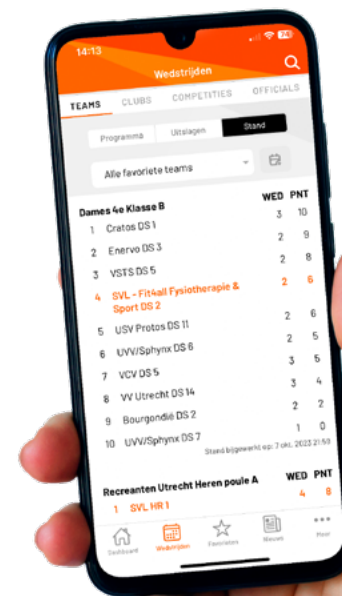 14:13
78
Wedstrijden
TEAMS CLUBS COMPETITIES OFFICIALS
Programma Uitslagen Stand
Alle favoriete teams
Dames 4e Klasse B WED PNT
1 Cratos DS 1 3 10
2 Enervo DS 3 2 9
3 VSTS DS 5 2 8
4 SVL - Fit4all Fysiotherapie & 2 6
Sport DS 2
5 USV Protos DS 11 2 6
6 UVV/Sphynx DS 6 2 5
7 VCV DS 5 3 5
8 VV Utrecht DS 14 3 4
9 Bourgondië DS 2 2 2
10 UVV/Sphynx DS 7 1 0
Stand bijgewerkt op: 7 okt. 2023 21:50
Recreanten Utrecht Heren poule A WED PNT
1 SVL HR 1 4 8
Dashboard Wedstrijden Favorieten Nieuws Meer